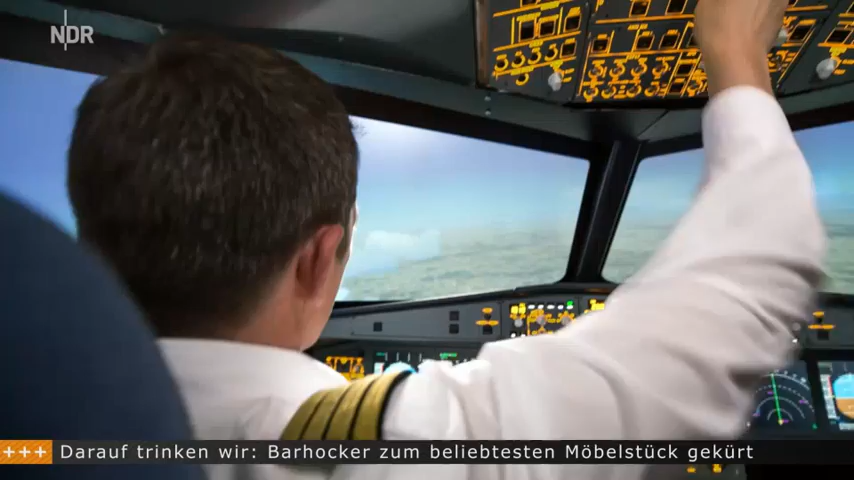 NDR
+++ Darauf trinken wir: Barhocker zum beliebtesten Möbelstück gekürt